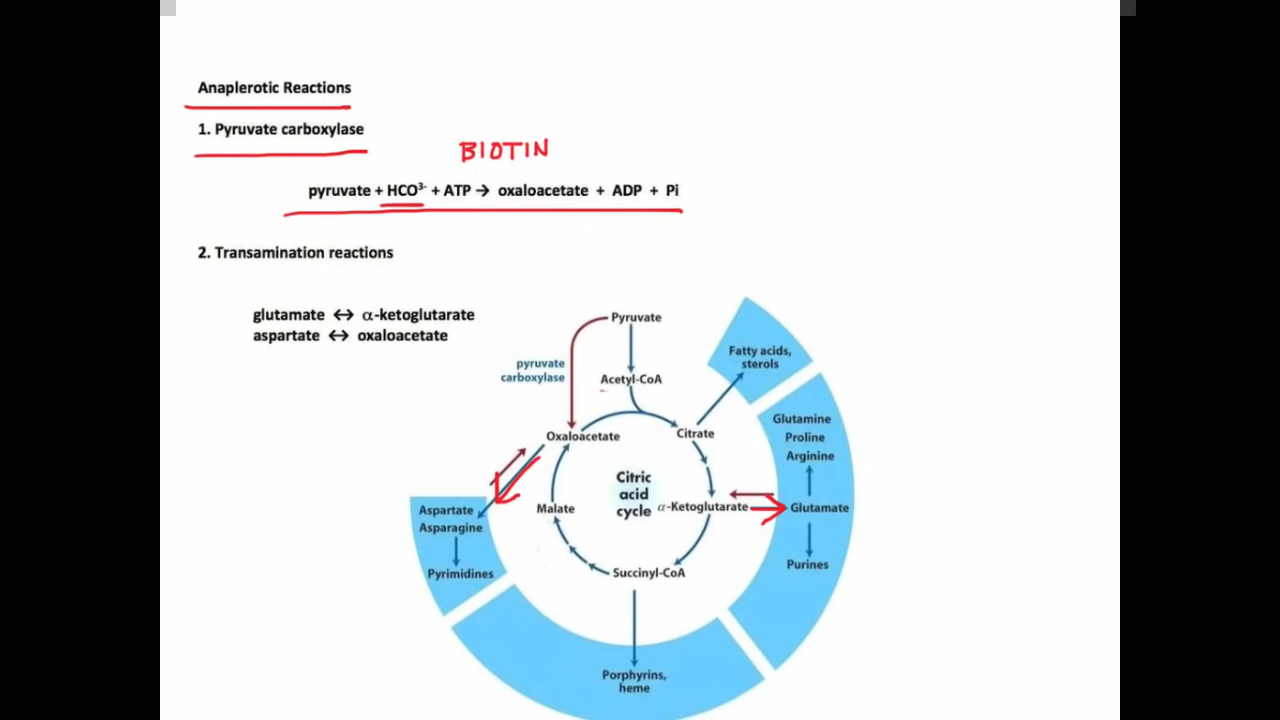 Anaplerotic Reactions
1. Pyruvate carboxylase
BIOTIN
pyruvate + HCO³⁻ + ATP → oxaloacetate + ADP + Pi
2. Transamination reactions
glutamate ↔ α-ketoglutarate
aspartate ↔ oxaloacetate
Pyruvate
pyruvate
carboxylase
Acetyl-CoA
Fatty acids,
sterols
Oxaloacetate
Citrate
Glutamine
Proline
Arginine
Citric
acid
cycle
Malate
α-Ketoglutarate
Glutamate
Aspartate
Asparagine
Pyrimidines
Succinyl-CoA
Purines
Porphyrins,
heme